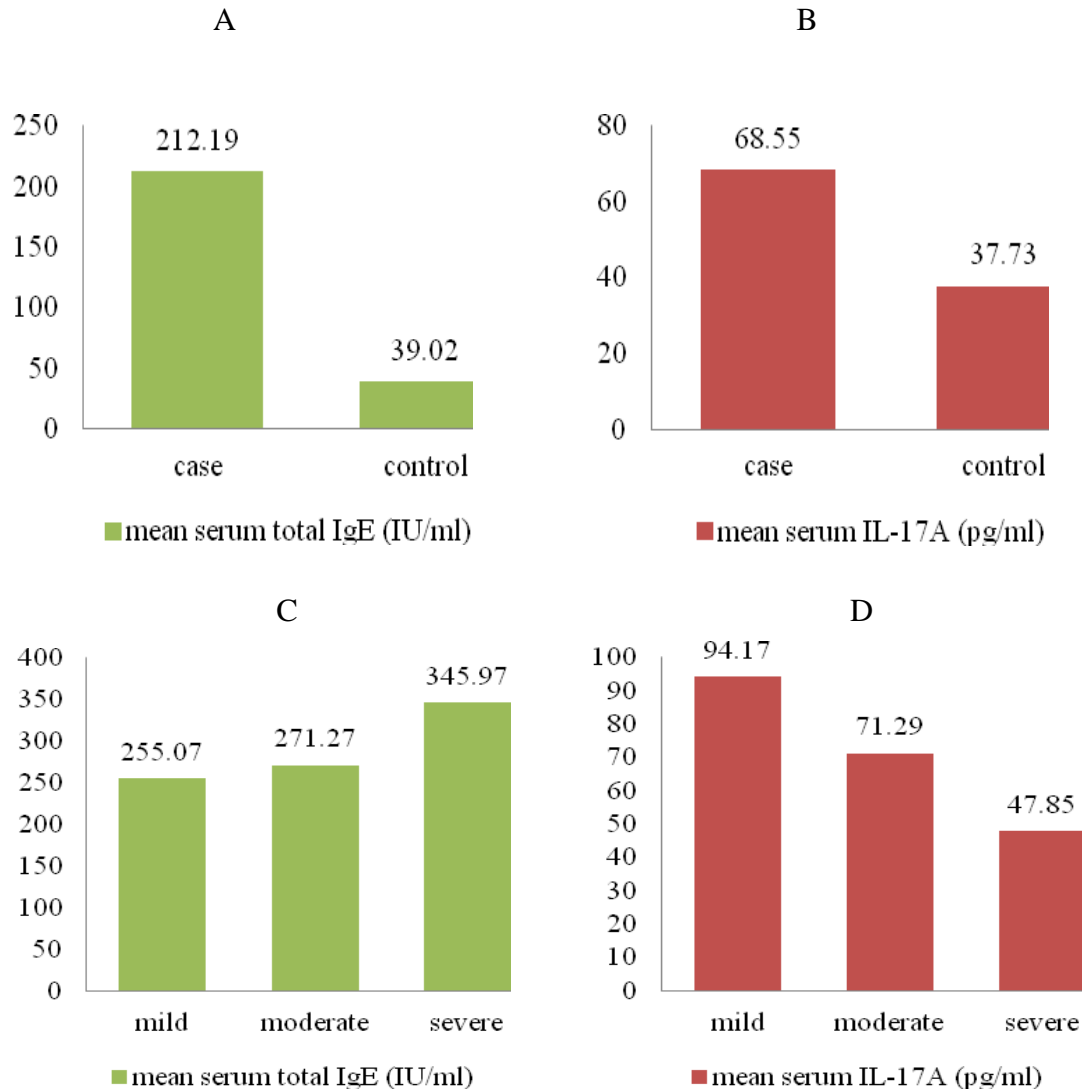 A
B
250
200
150
100
50
0
212.19
39.02
case
control
mean serum total IgE (IU/ml)
80
60
40
20
0
68.55
37.73
case
control
mean serum IL-17A (pg/ml)
C
D
400
350
300
250
200
150
100
50
0
255.07
271.27
345.97
mild
moderate
severe
mean serum total IgE (IU/ml)
100
90
80
70
60
50
40
30
20
10
0
94.17
71.29
47.85
mild
moderate
severe
mean serum IL-17A (pg/ml)